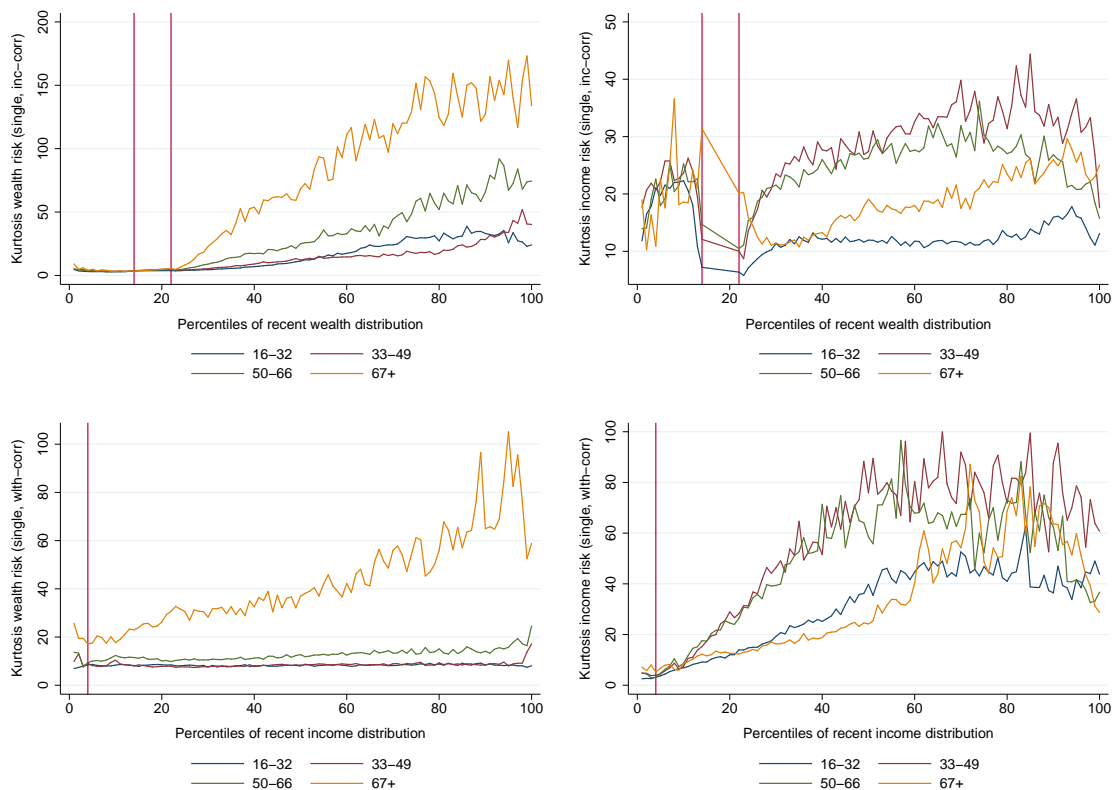 Kurtosis wealth risk (single, inc−corr)
0 50 100 150 200
0 20 40 60 80 100
Percentiles of recent wealth distribution
16−32 33−49
50−66 67+
Kurtosis income risk (single, inc−corr)
10 20 30 40 50
0 20 40 60 80 100
Percentiles of recent wealth distribution
16−32 33−49
50−66 67+
Kurtosis wealth risk (single, wlth−corr)
0 20 40 60 80 100
0 20 40 60 80 100
Percentiles of recent income distribution
16−32 33−49
50−66 67+
Kurtosis income risk (single, wlth−corr)
0 20 40 60 80 100
0 20 40 60 80 100
Percentiles of recent income distribution
16−32 33−49
50−66 67+